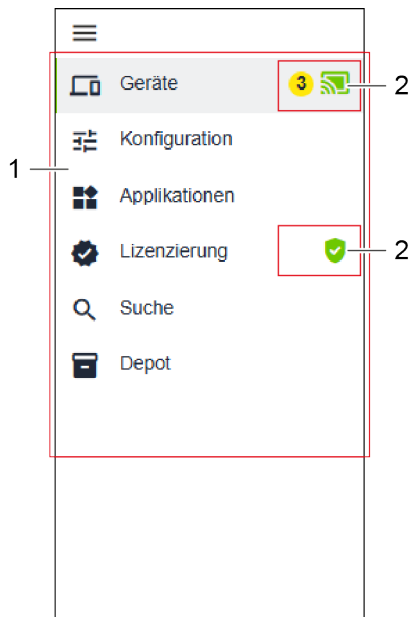 Geräte 3 2
Konfiguration
1
Applikationen
Lizenzierung 2
Suche
Depot